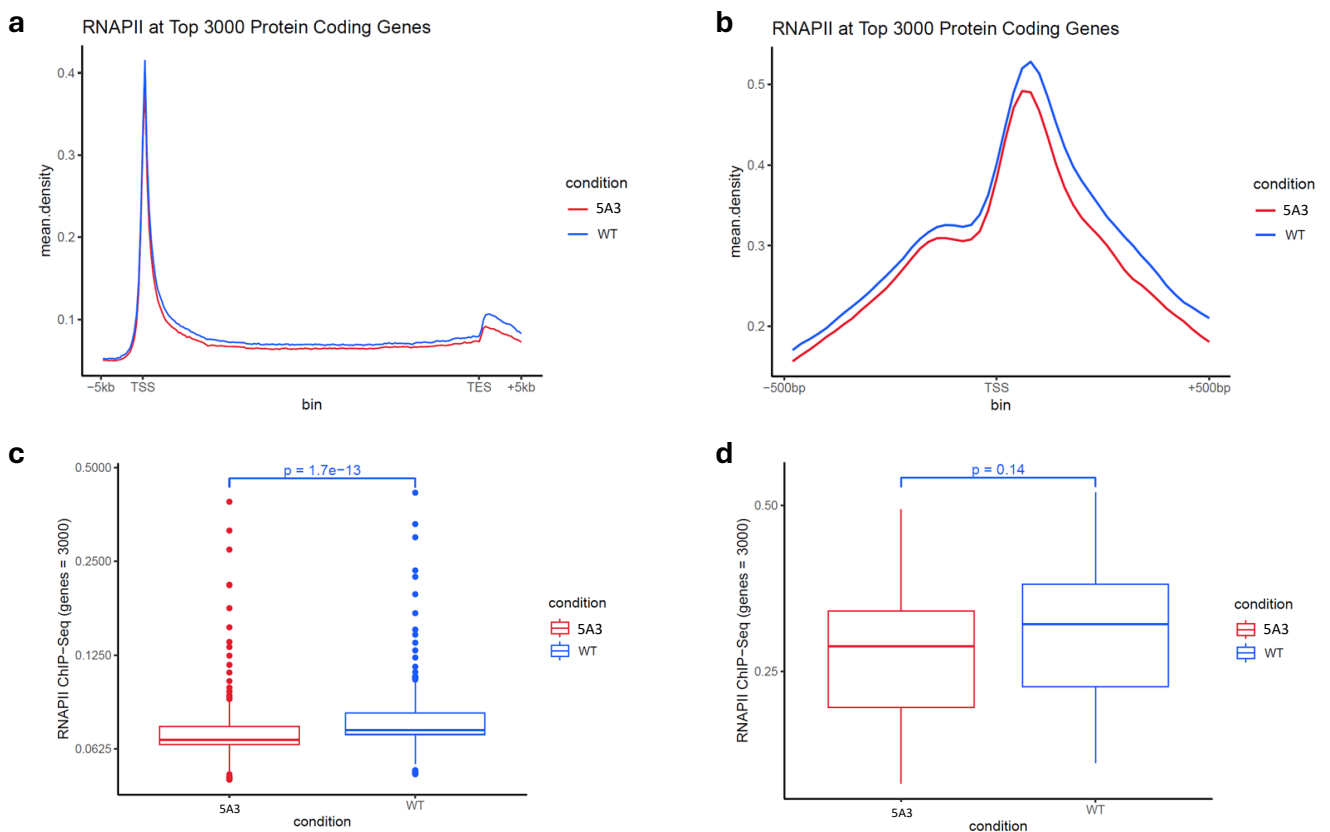 a
RNAPII at Top 3000 Protein Coding Genes
mean.density
0.4
0.3
0.2
0.1
−5kb
TSS
TES
+5kb
bin
condition
5A3
WT
b
RNAPII at Top 3000 Protein Coding Genes
mean.density
0.5
0.4
0.3
0.2
−500bp
TSS
+500bp
bin
condition
5A3
WT
c
RNAPII ChIP−Seq (genes = 3000)
0.5000
0.2500
0.1250
0.0625
p = 1.7e−13
5A3
WT
condition
condition
5A3
WT
d
RNAPII ChIP−Seq (genes = 3000)
0.50
0.25
p = 0.14
5A3
WT
condition
condition
5A3
WT